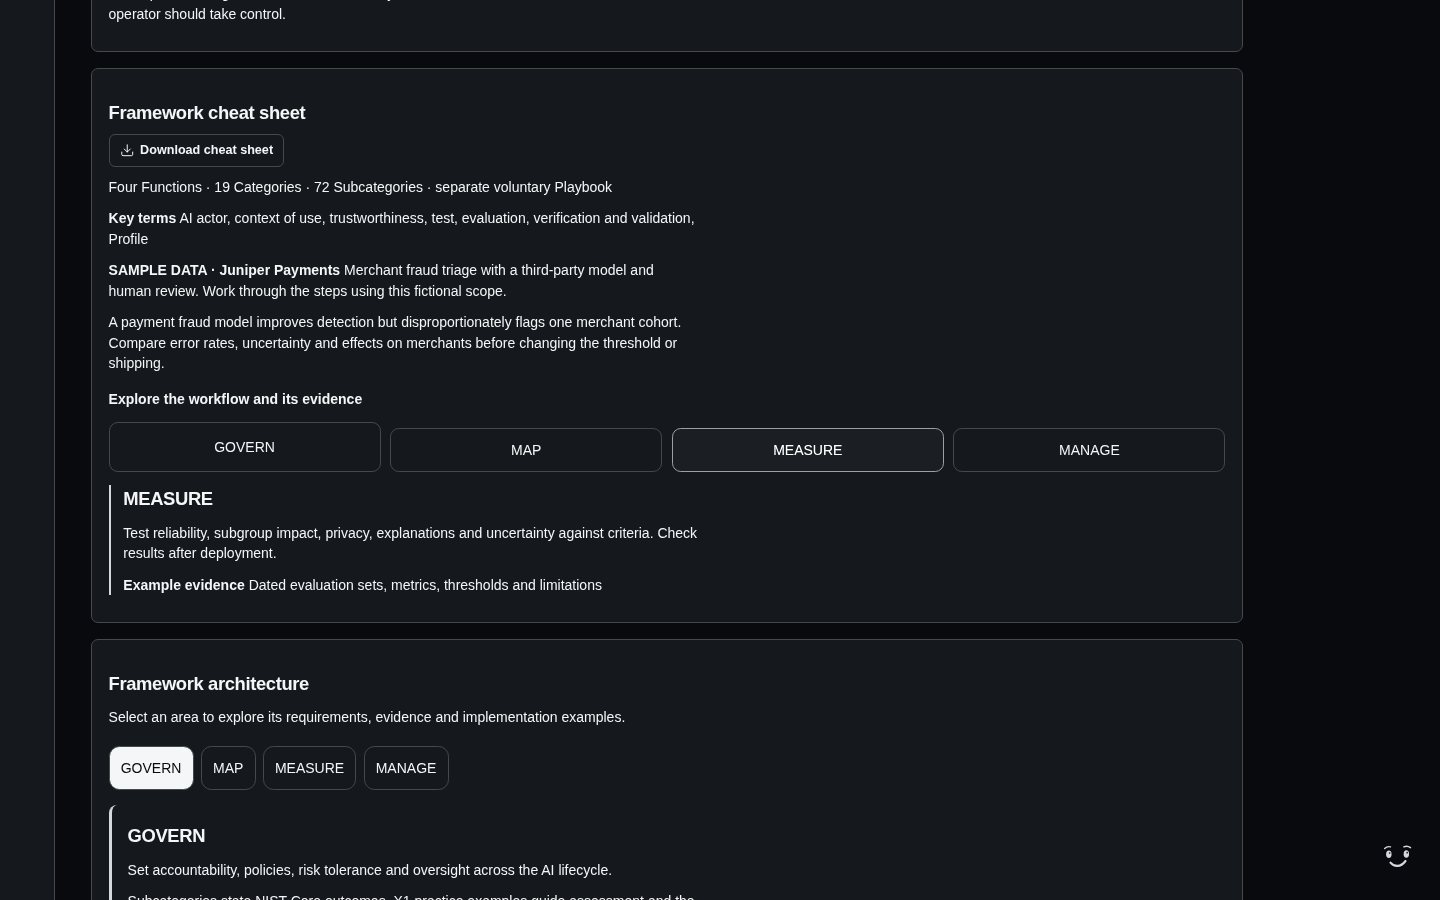 operator should take control.
Framework cheat sheet
Download cheat sheet
Four Functions · 19 Categories · 72 Subcategories · separate voluntary Playbook
Key terms AI actor, context of use, trustworthiness, test, evaluation, verification and validation,
Profile
SAMPLE DATA · Juniper Payments Merchant fraud triage with a third-party model and
human review. Work through the steps using this fictional scope.
A payment fraud model improves detection but disproportionately flags one merchant cohort.
Compare error rates, uncertainty and effects on merchants before changing the threshold or
shipping.
Explore the workflow and its evidence
GOVERN
MAP
MEASURE
MANAGE
MEASURE
Test reliability, subgroup impact, privacy, explanations and uncertainty against criteria. Check
results after deployment.
Example evidence Dated evaluation sets, metrics, thresholds and limitations
Framework architecture
Select an area to explore its requirements, evidence and implementation examples.
GOVERN
MAP
MEASURE
MANAGE
GOVERN
Set accountability, policies, risk tolerance and oversight across the AI lifecycle.